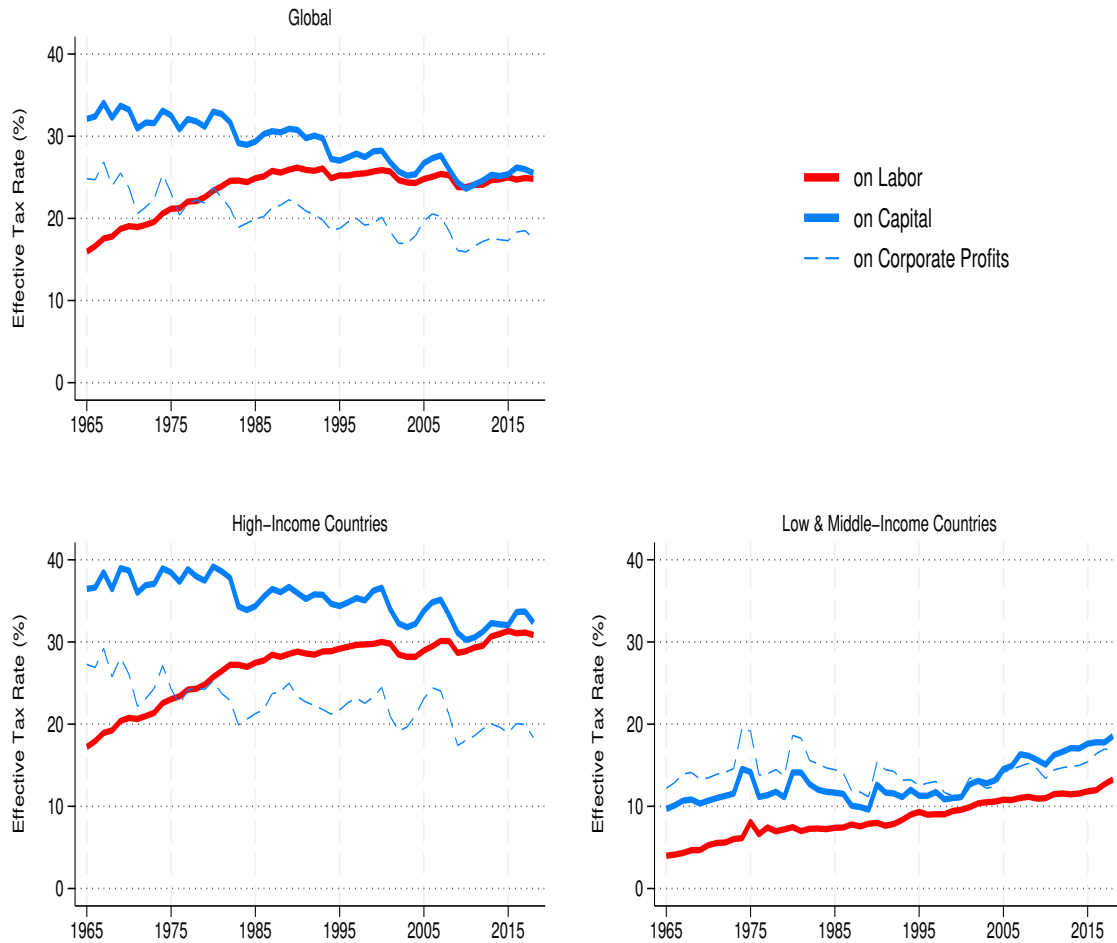 Global
Effective Tax Rate (%)
40
30
20
10
0
1965 1975 1985 1995 2005 2015
on Labor
on Capital
on Corporate Profits
High−Income Countries
Effective Tax Rate (%)
40
30
20
10
0
1965 1975 1985 1995 2005 2015
Low & Middle−Income Countries
Effective Tax Rate (%)
40
30
20
10
0
1965 1975 1985 1995 2005 2015